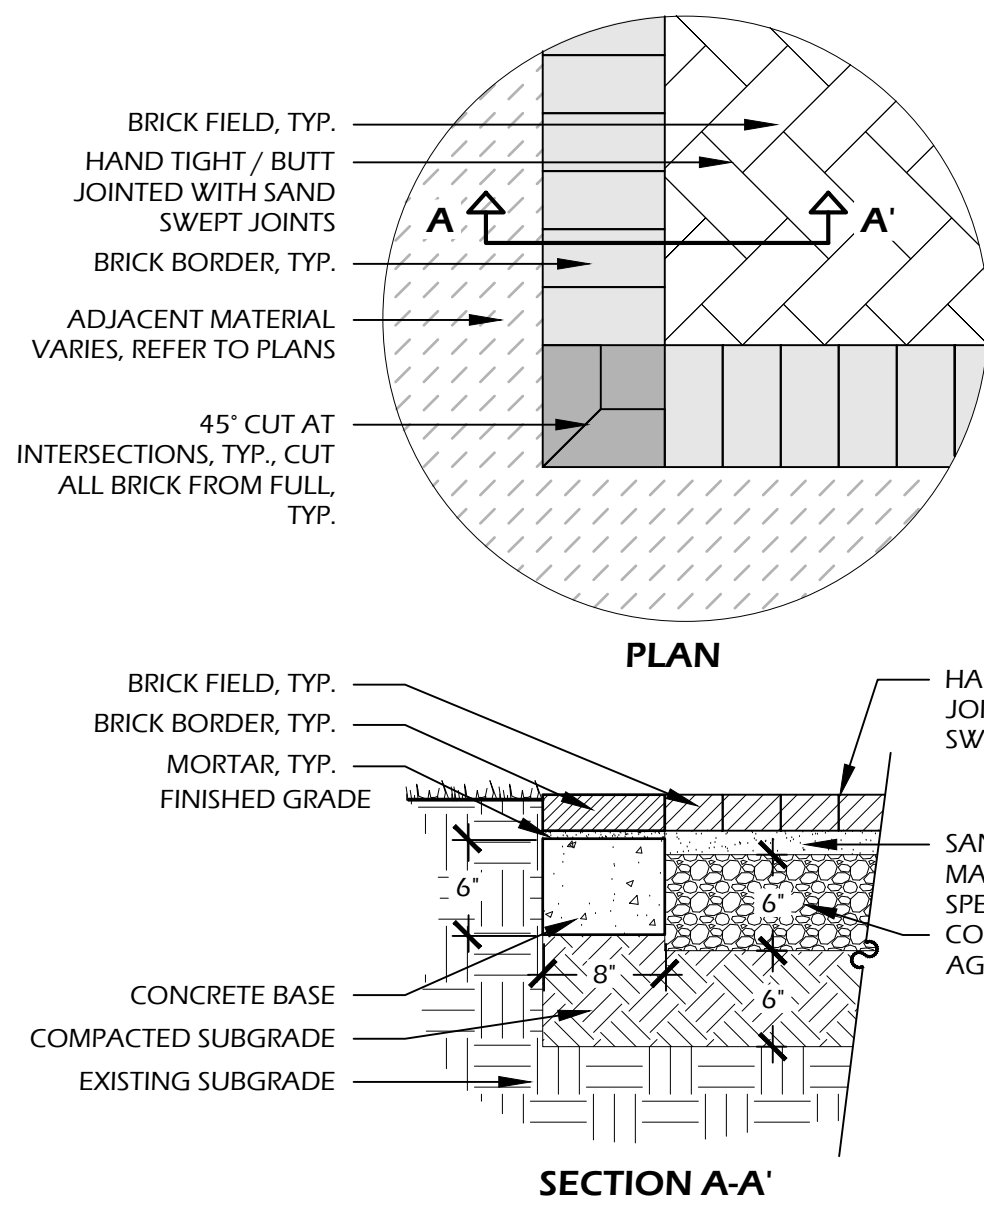 BRICK FIELD, TYP.
HAND TIGHT / BUTT
JOINTED WITH SAND
SWEPT JOINTS
BRICK BORDER, TYP.
ADJACENT MATERIAL
VARIES, REFER TO PLANS
45° CUT AT
INTERSECTIONS, TYP., CUT
ALL BRICK FROM FULL,
TYP.
A
A'
PLAN
BRICK FIELD, TYP.
BRICK BORDER, TYP.
MORTAR, TYP.
FINISHED GRADE
6"
8"
6"
6"
CONCRETE BASE
COMPACTED SUBGRADE
EXISTING SUBGRADE
SECTION A-A'